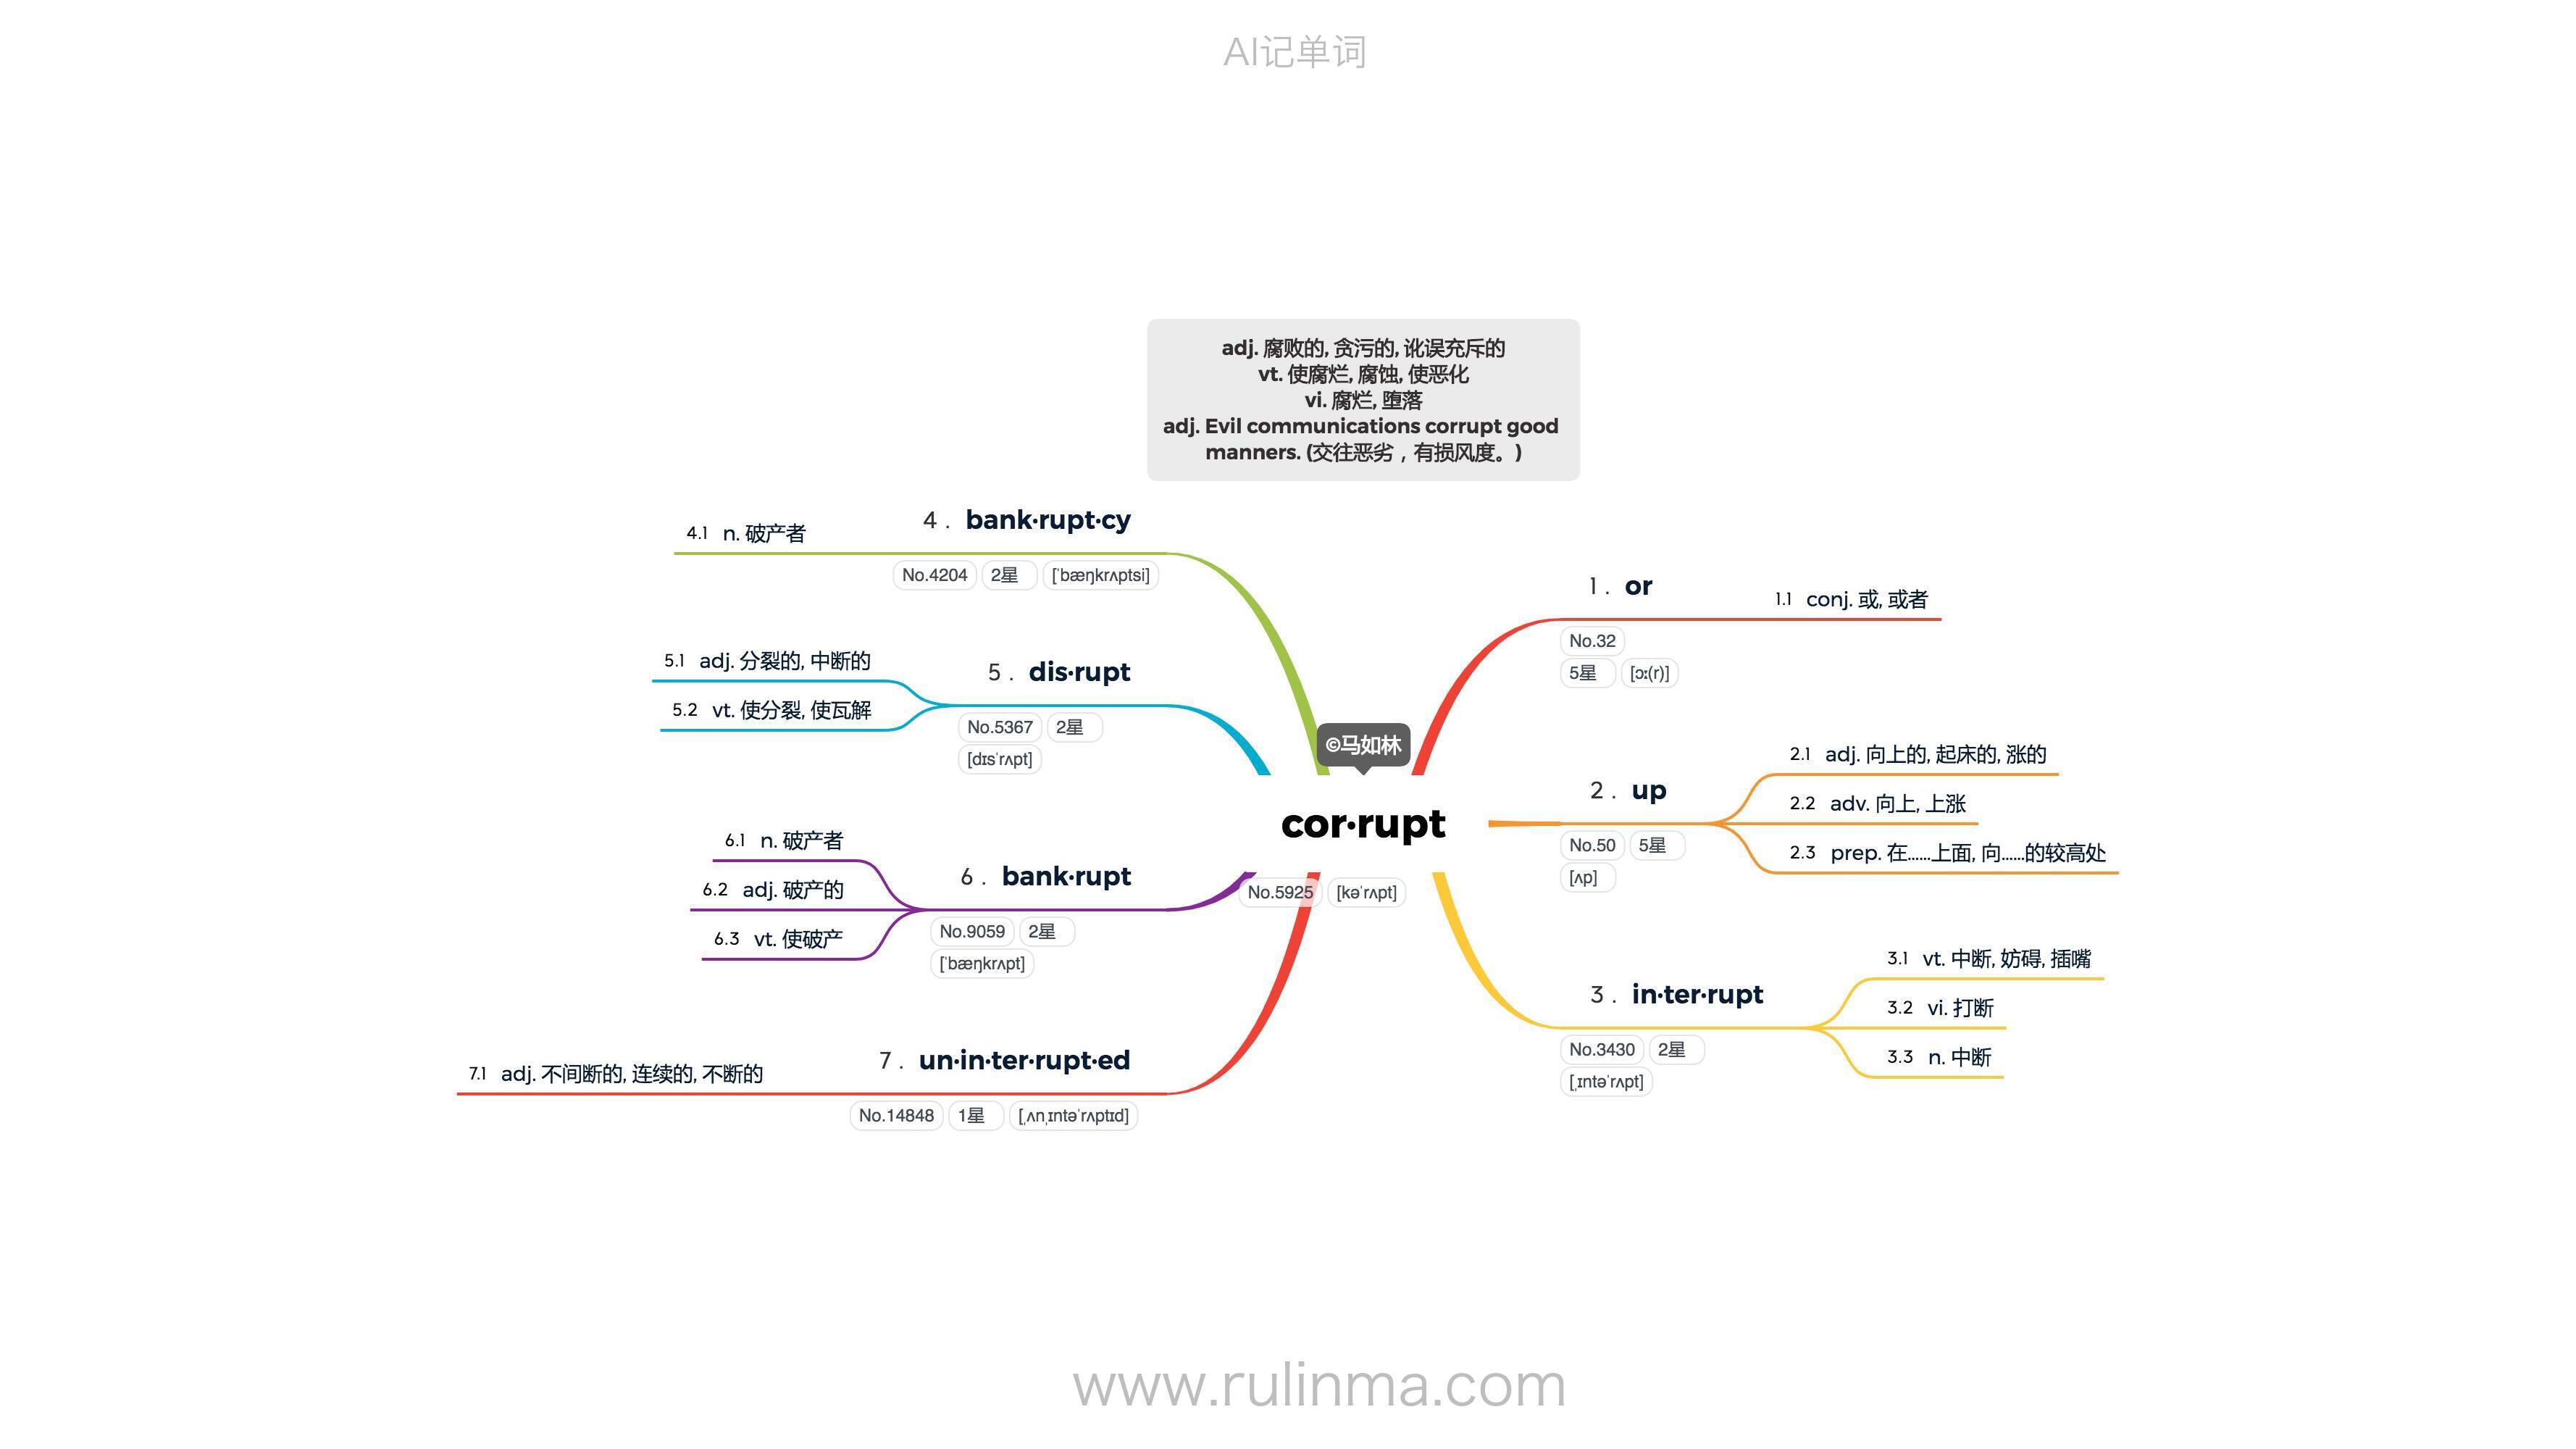 AI记单词
adj. 腐败的, 贪污的, 讹误充斥的
vt. 使腐烂, 腐蚀, 使恶化
vi. 腐烂, 堕落
adj. Evil communications corrupt good
manners. (交往恶劣，有损风度。)
©马如林
cor·rupt
No.5925 [kəˈrʌpt]
1 . or
No.32
5星 [ɔː(r)]
1.1 conj. 或, 或者
2 . up
No.50 5星
[ʌp]
2.1 adj. 向上的, 起床的, 涨的
2.2 adv. 向上, 上涨
2.3 prep. 在……上面, 向……的较高处
3 . in·ter·rupt
No.3430 2星
[ˌɪntəˈrʌpt]
3.1 vt. 中断, 妨碍, 插嘴
3.2 vi. 打断
3.3 n. 中断
4 . bank·rupt·cy
No.4204 2星 [ˈbæŋkrʌptsi]
4.1 n. 破产者
5 . dis·rupt
No.5367 2星
[dɪsˈrʌpt]
5.1 adj. 分裂的, 中断的
5.2 vt. 使分裂, 使瓦解
6 . bank·rupt
No.9059 2星
[ˈbæŋkrʌpt]
6.1 n. 破产者
6.2 adj. 破产的
6.3 vt. 使破产
7 . un·in·ter·rupt·ed
No.14848 1星 [ˌʌnˌɪntəˈrʌptɪd]
7.1 adj. 不间断的, 连续的, 不断的
www.rulinma.com